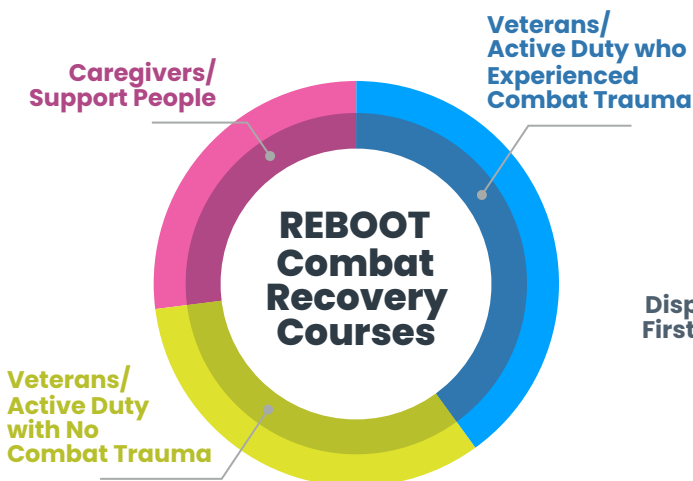 Veterans/
Active Duty who
Experienced
Combat Trauma
Caregivers/
Support People
REBOOT
Combat
Recovery
Courses
First
Veterans/
Active Duty
with No
Combat Trauma